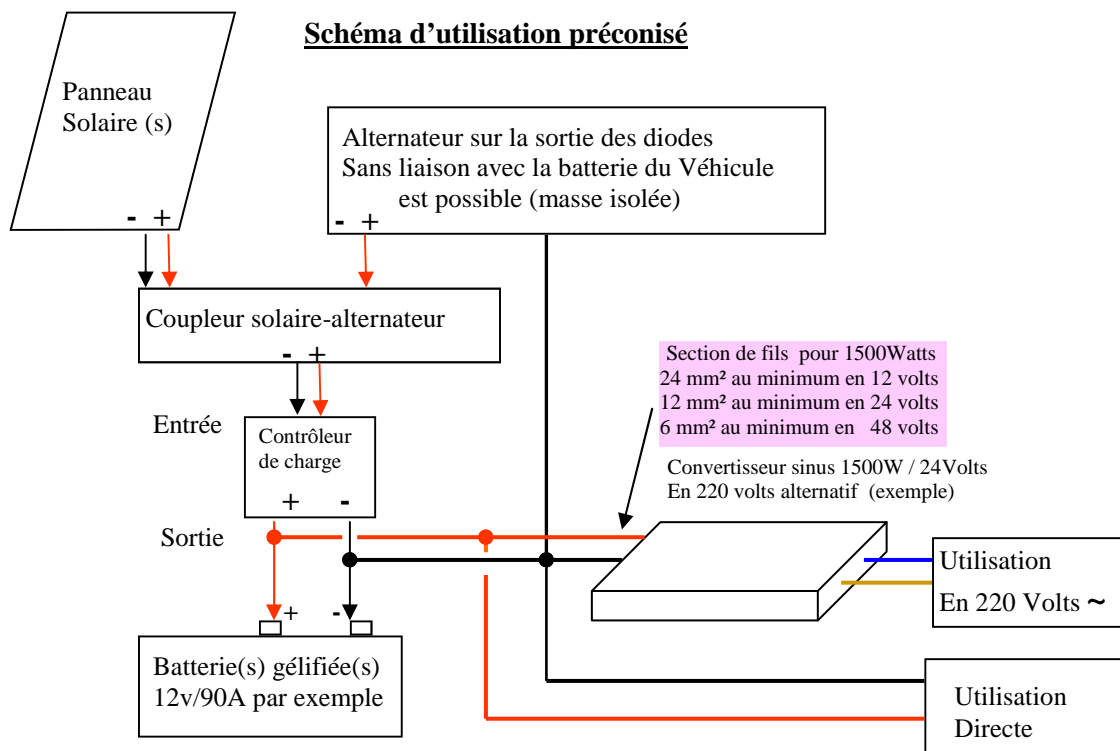 Schéma d'utilisation préconisé
Panneau
Solaire (s)
- +
Alternateur sur la sortie des diodes
Sans liaison avec la batterie du Véhicule
est possible (masse isolée)
- +
Coupleur solaire-alternateur
- +
Section de fils pour 1500Watts
24 mm² au minimum en 12 volts
12 mm² au minimum en 24 volts
6 mm² au minimum en 48 volts
Entrée
Contrôleur
de charge
+ -
Convertisseur sinus 1500W / 24Volts
En 220 volts alternatif (exemple)
Sortie
Utilisation
En 220 Volts ~
+ -
Batterie(s) gélifiée(s)
12v/90A par exemple
Utilisation
Directe